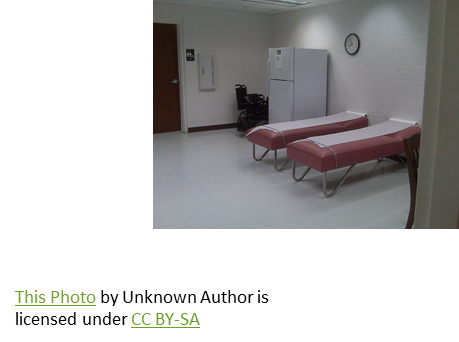 This Photo by Unknown Author is
licensed under CC BY-SA